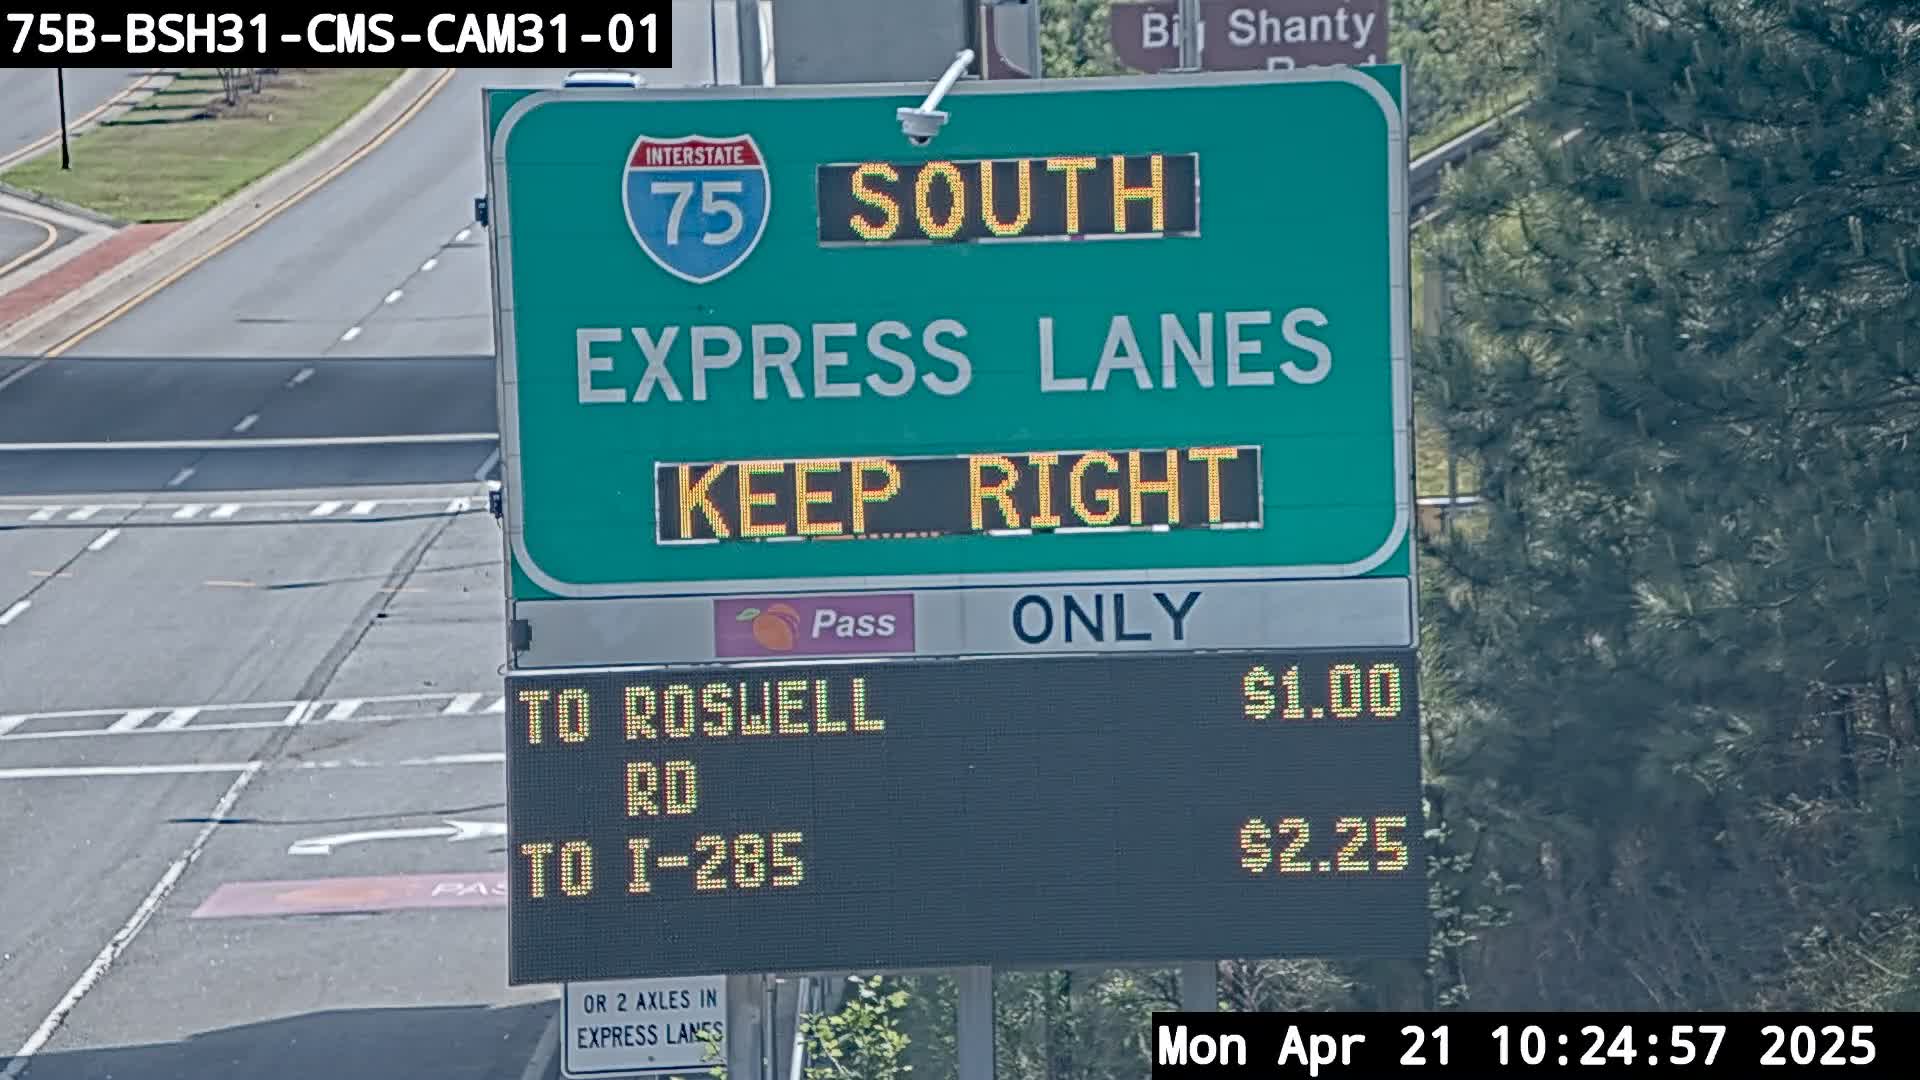 75B-BSH31-CMS-CAM31-01
Big Shanty
Road
INTERSTATE
75
SOUTH
EXPRESS LANES
KEEP RIGHT
Pass ONLY
TO ROSWELL $1.00
RD
TO I-285 $2.25
OR 2 AXLES IN
EXPRESS LANES
Mon Apr 21 10:24:57 2025